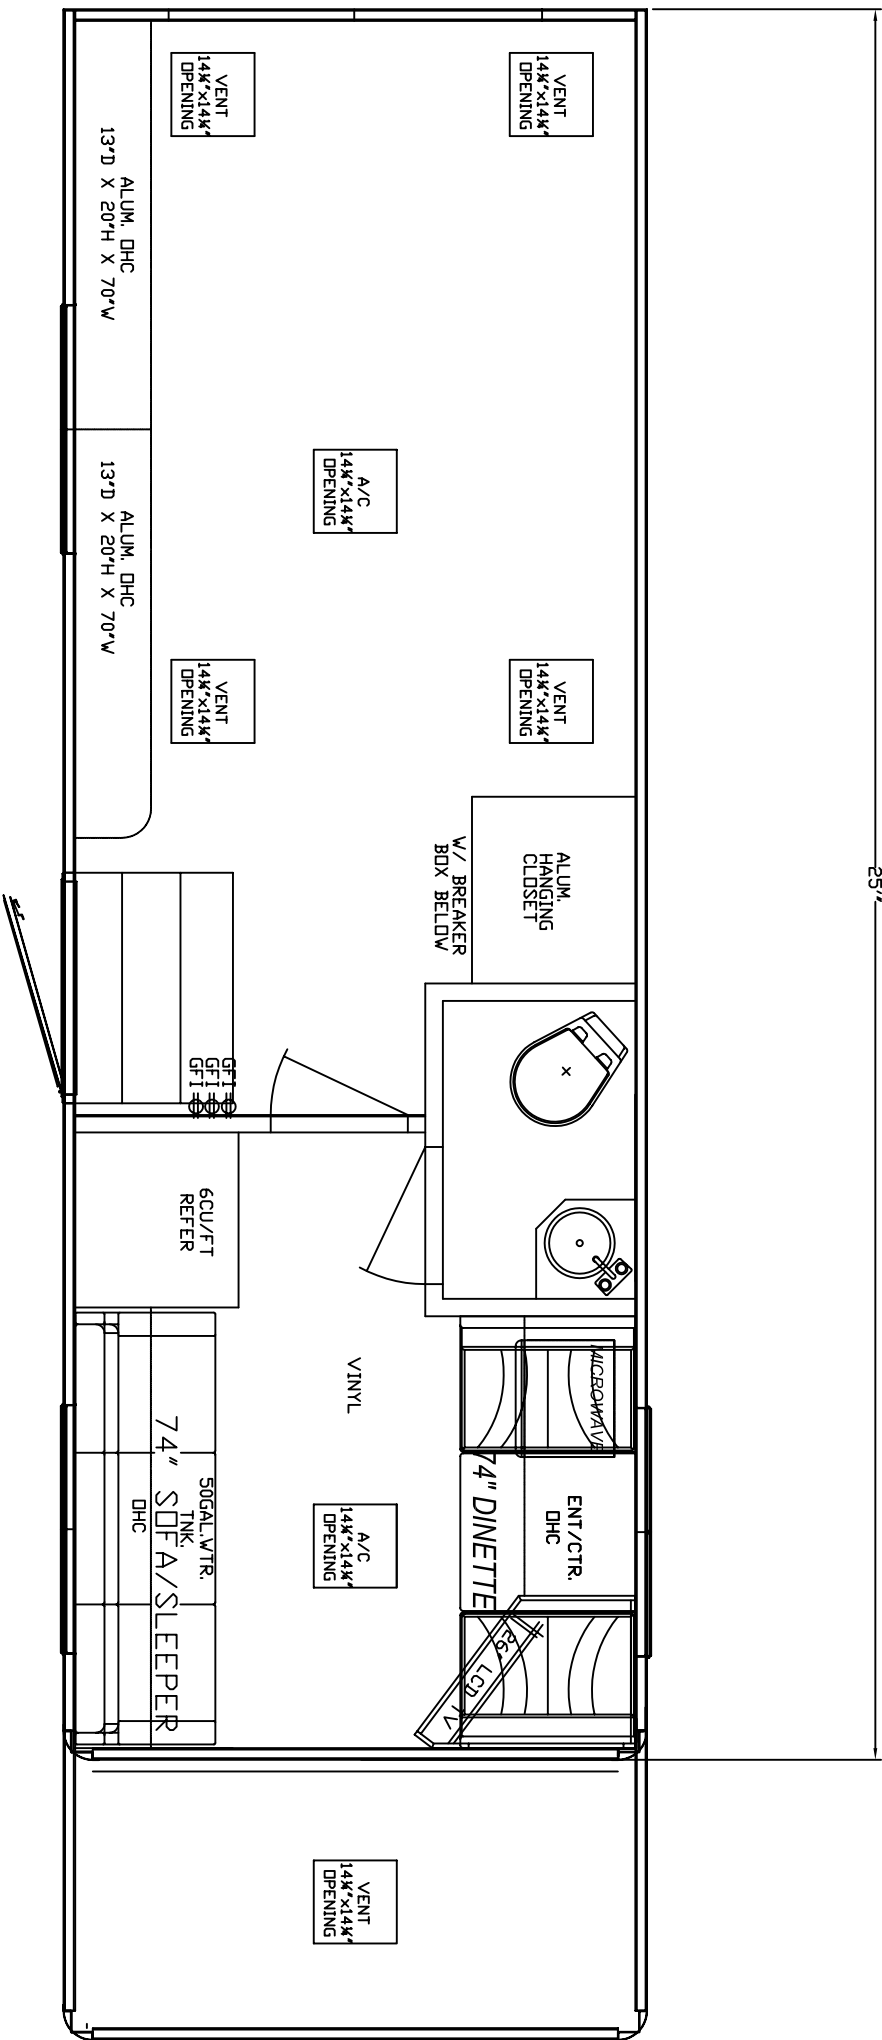 25'
VENT
14¼"x14¼"
OPENING
VENT
14¼"x14¼"
OPENING
ALUM.
HANGING
CLOSET
W/ BREAKER
BOX BELOW
MICROWAVE
ENT/CTR.
OHC
74" DINETTE
26" LCD TV
A/C
14¼"x14¼"
OPENING
VINYL
A/C
14¼"x14¼"
OPENING
VENT
14¼"x14¼"
OPENING
VENT
14¼"x14¼"
OPENING
VENT
14¼"x14¼"
OPENING
GFI
GFI
GFI
6CU/FT
REFER
50GAL.WTR.
TNK.
74" SOFA/SLEEPER
OHC
ALUM. OHC
13"D X 20"H X 70"W
ALUM. OHC
13"D X 20"H X 70"W